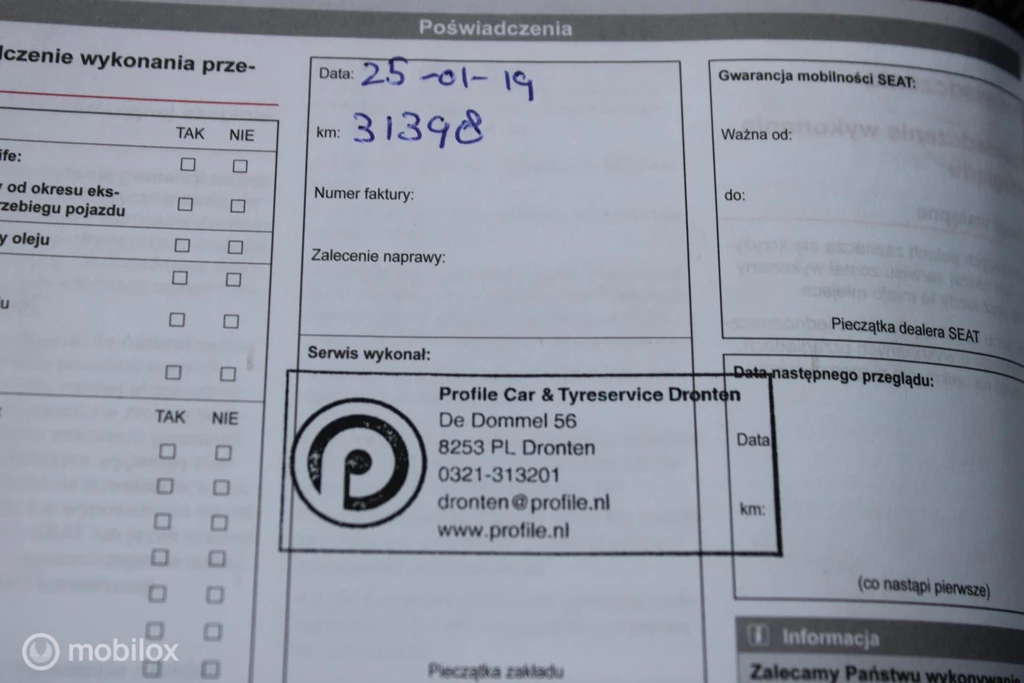 Poświadczenia
dczenie wykonania prze-
TAK NIE
ife:
y od okresu eks-
rzebiegu pojazdu
y oleju
u
TAK NIE
Data: 25-01-19
km: 31398
Numer faktury:
Zalecenie naprawy:
Serwis wykonał:
Profile Car & Tyreservice Dronten
De Dommel 56
8253 PL Dronten
0321-313201
dronten@profile.nl
www.profile.nl
Pieczątka zakładu
Gwarancja mobilności SEAT:
Ważna od:
do:
Pieczątka dealera SEAT
Data następnego przeglądu:
Data
km:
(co nastąpi pierwsze)
i Informacja
Zalecamy Państwu wykonywanie
mobilox